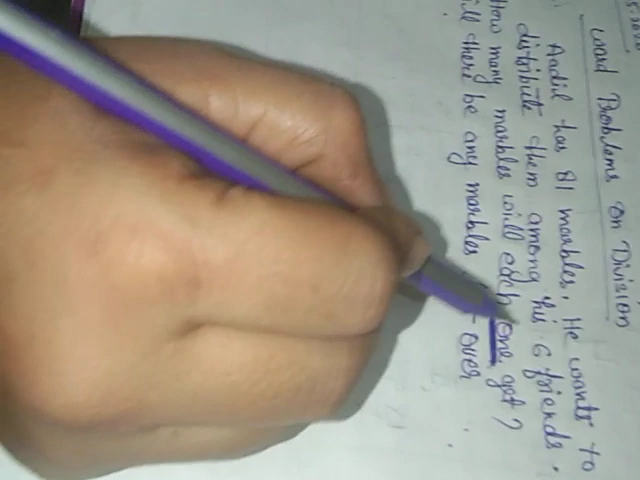 Word Problems on Division
Aadil has 81 marbles. He wants to
distribute them among his 6 friends.
How many marbles will each one get?
will there be any marbles over